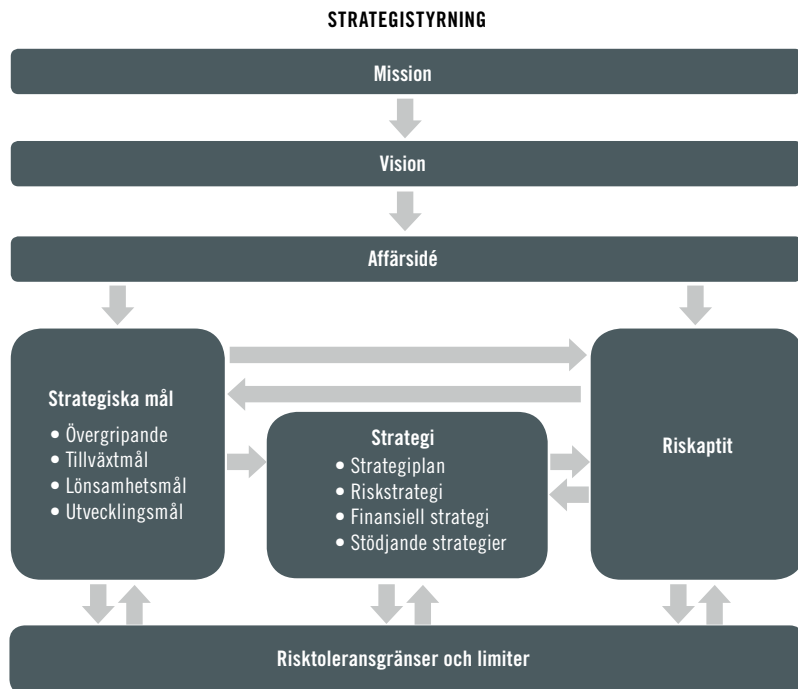 STRATEGISTYRNING
Mission
Vision
Affärsidé
Strategiska mål
• Övergripande
• Tillväxtmål
• Lönsamhetsmål
• Utvecklingsmål
Strategi
• Strategiplan
• Riskstrategi
• Finansiell strategi
• Stödjande strategier
Riskaptit
Risktoleransgränser och limiter